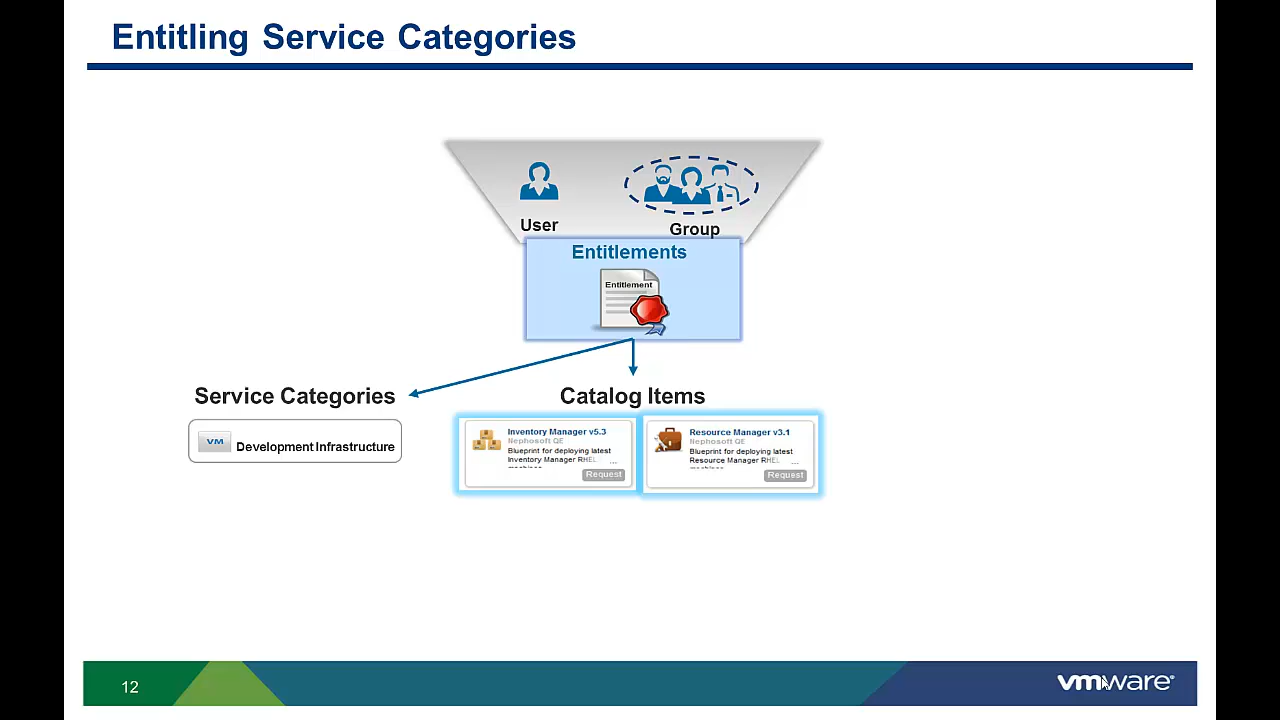 Entitling Service Categories
User
Group
Entitlements
Entitlement
Service Categories
Catalog Items
VM Development Infrastructure
Inventory Manager v5.3
Nephosoft QE
Blueprint for deploying latest
Inventory Manager RHEL ...
Request
Resource Manager v3.1
Nephosoft QE
Blueprint for deploying latest
Resource Manager RHEL ...
Request
12
vmware